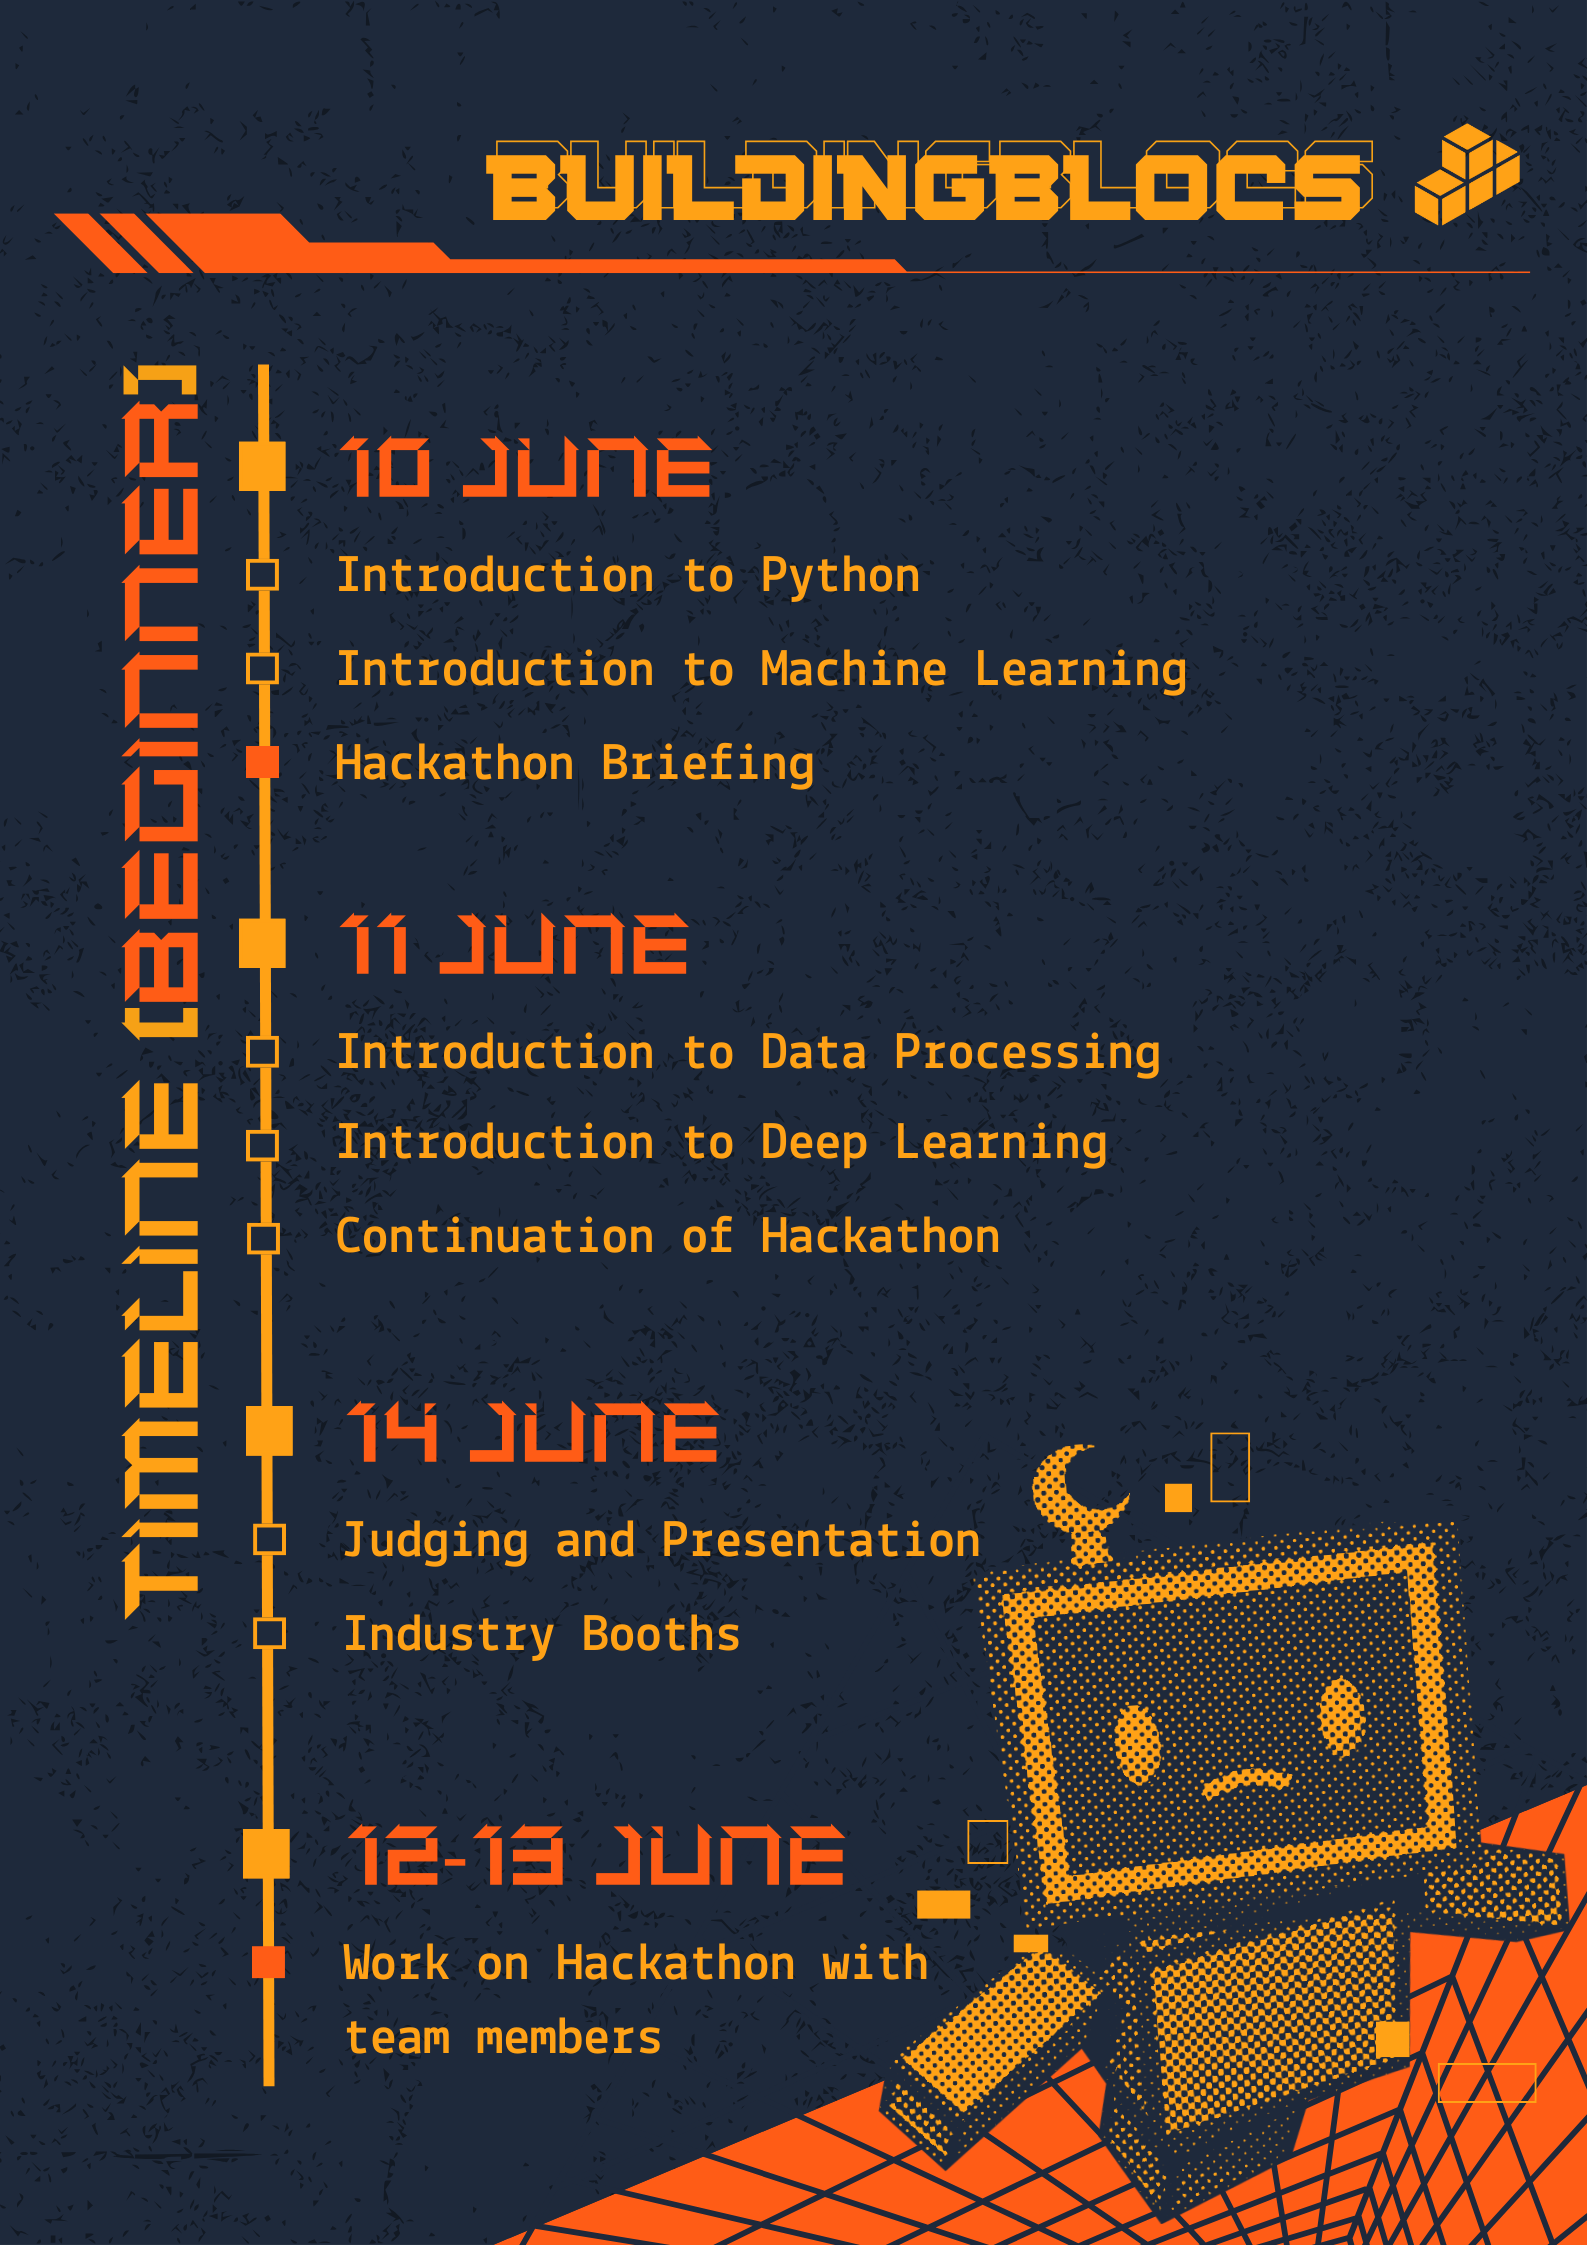 BUILDINGBLOCS
TIMELINE (BEGINNER)
10 JUNE
Introduction to Python
Introduction to Machine Learning
Hackathon Briefing
11 JUNE
Introduction to Data Processing
Introduction to Deep Learning
Continuation of Hackathon
14 JUNE
Judging and Presentation
Industry Booths
12-13 JUNE
Work on Hackathon with
team members